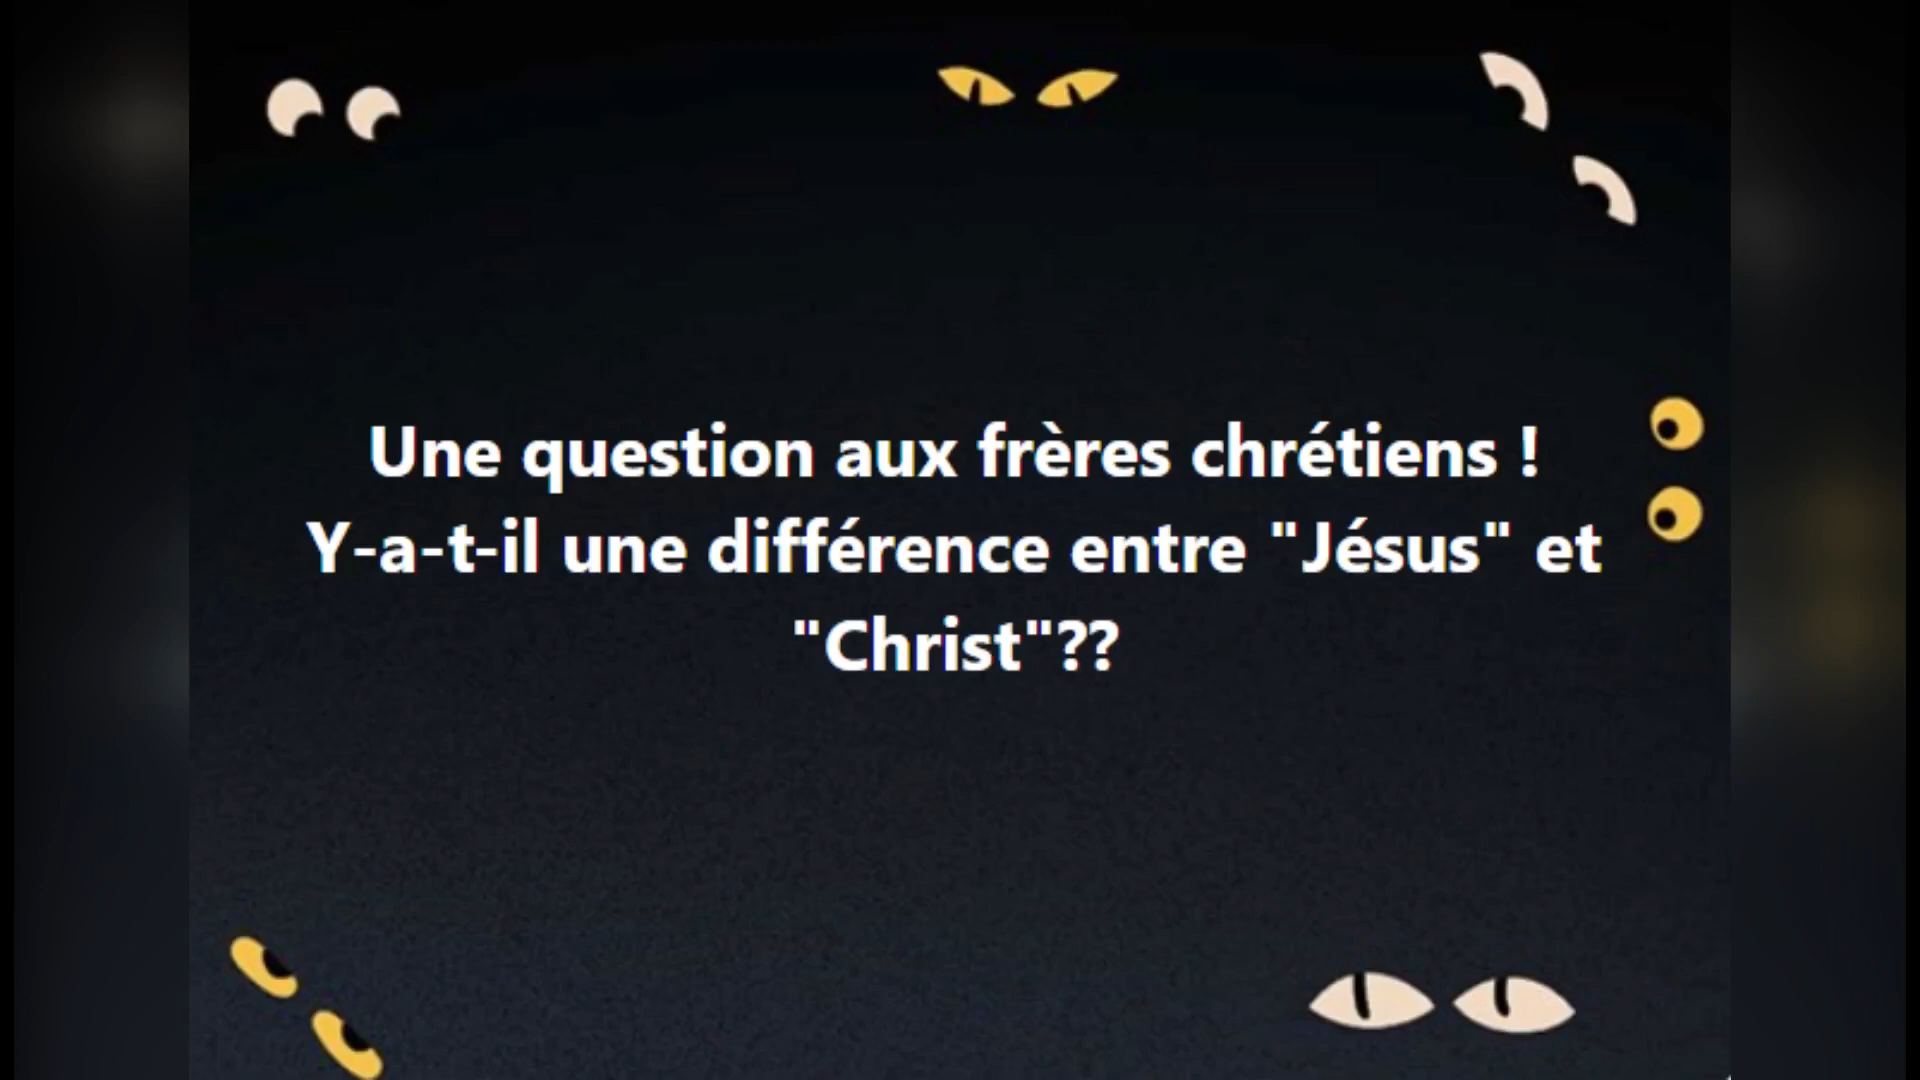 Une question aux frères chrétiens !
Y-a-t-il une différence entre "Jésus" et
"Christ"??